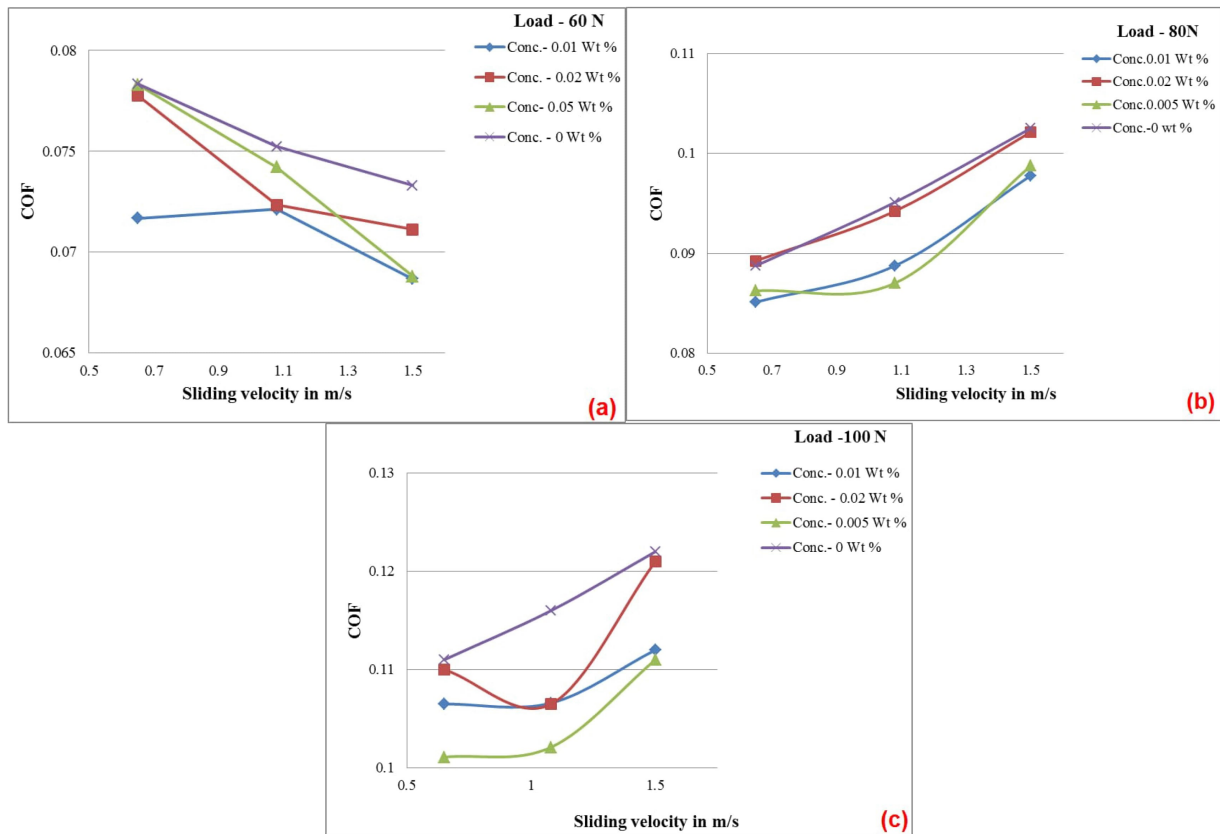 Load - 60 N
Conc.- 0.01 Wt %
Conc. - 0.02 Wt %
Conc- 0.05 Wt %
Conc. - 0 Wt %
0.08
0.075
0.07
0.065
COF
0.5 0.7 0.9 1.1 1.3 1.5
Sliding velocity in m/s
(a)
Load - 80N
Conc.0.01 Wt %
Conc.0.02 Wt %
Conc.0.005 Wt %
Conc.-0 wt %
0.11
0.1
0.09
0.08
COF
0.5 0.7 0.9 1.1 1.3 1.5
Sliding velocity in m/s
(b)
Load -100 N
Conc.- 0.01 Wt %
Conc. - 0.02 Wt %
Conc.- 0.005 Wt %
Conc.- 0 Wt %
0.13
0.12
0.11
0.1
COF
0.5 1 1.5
Sliding velocity in m/s
(c)